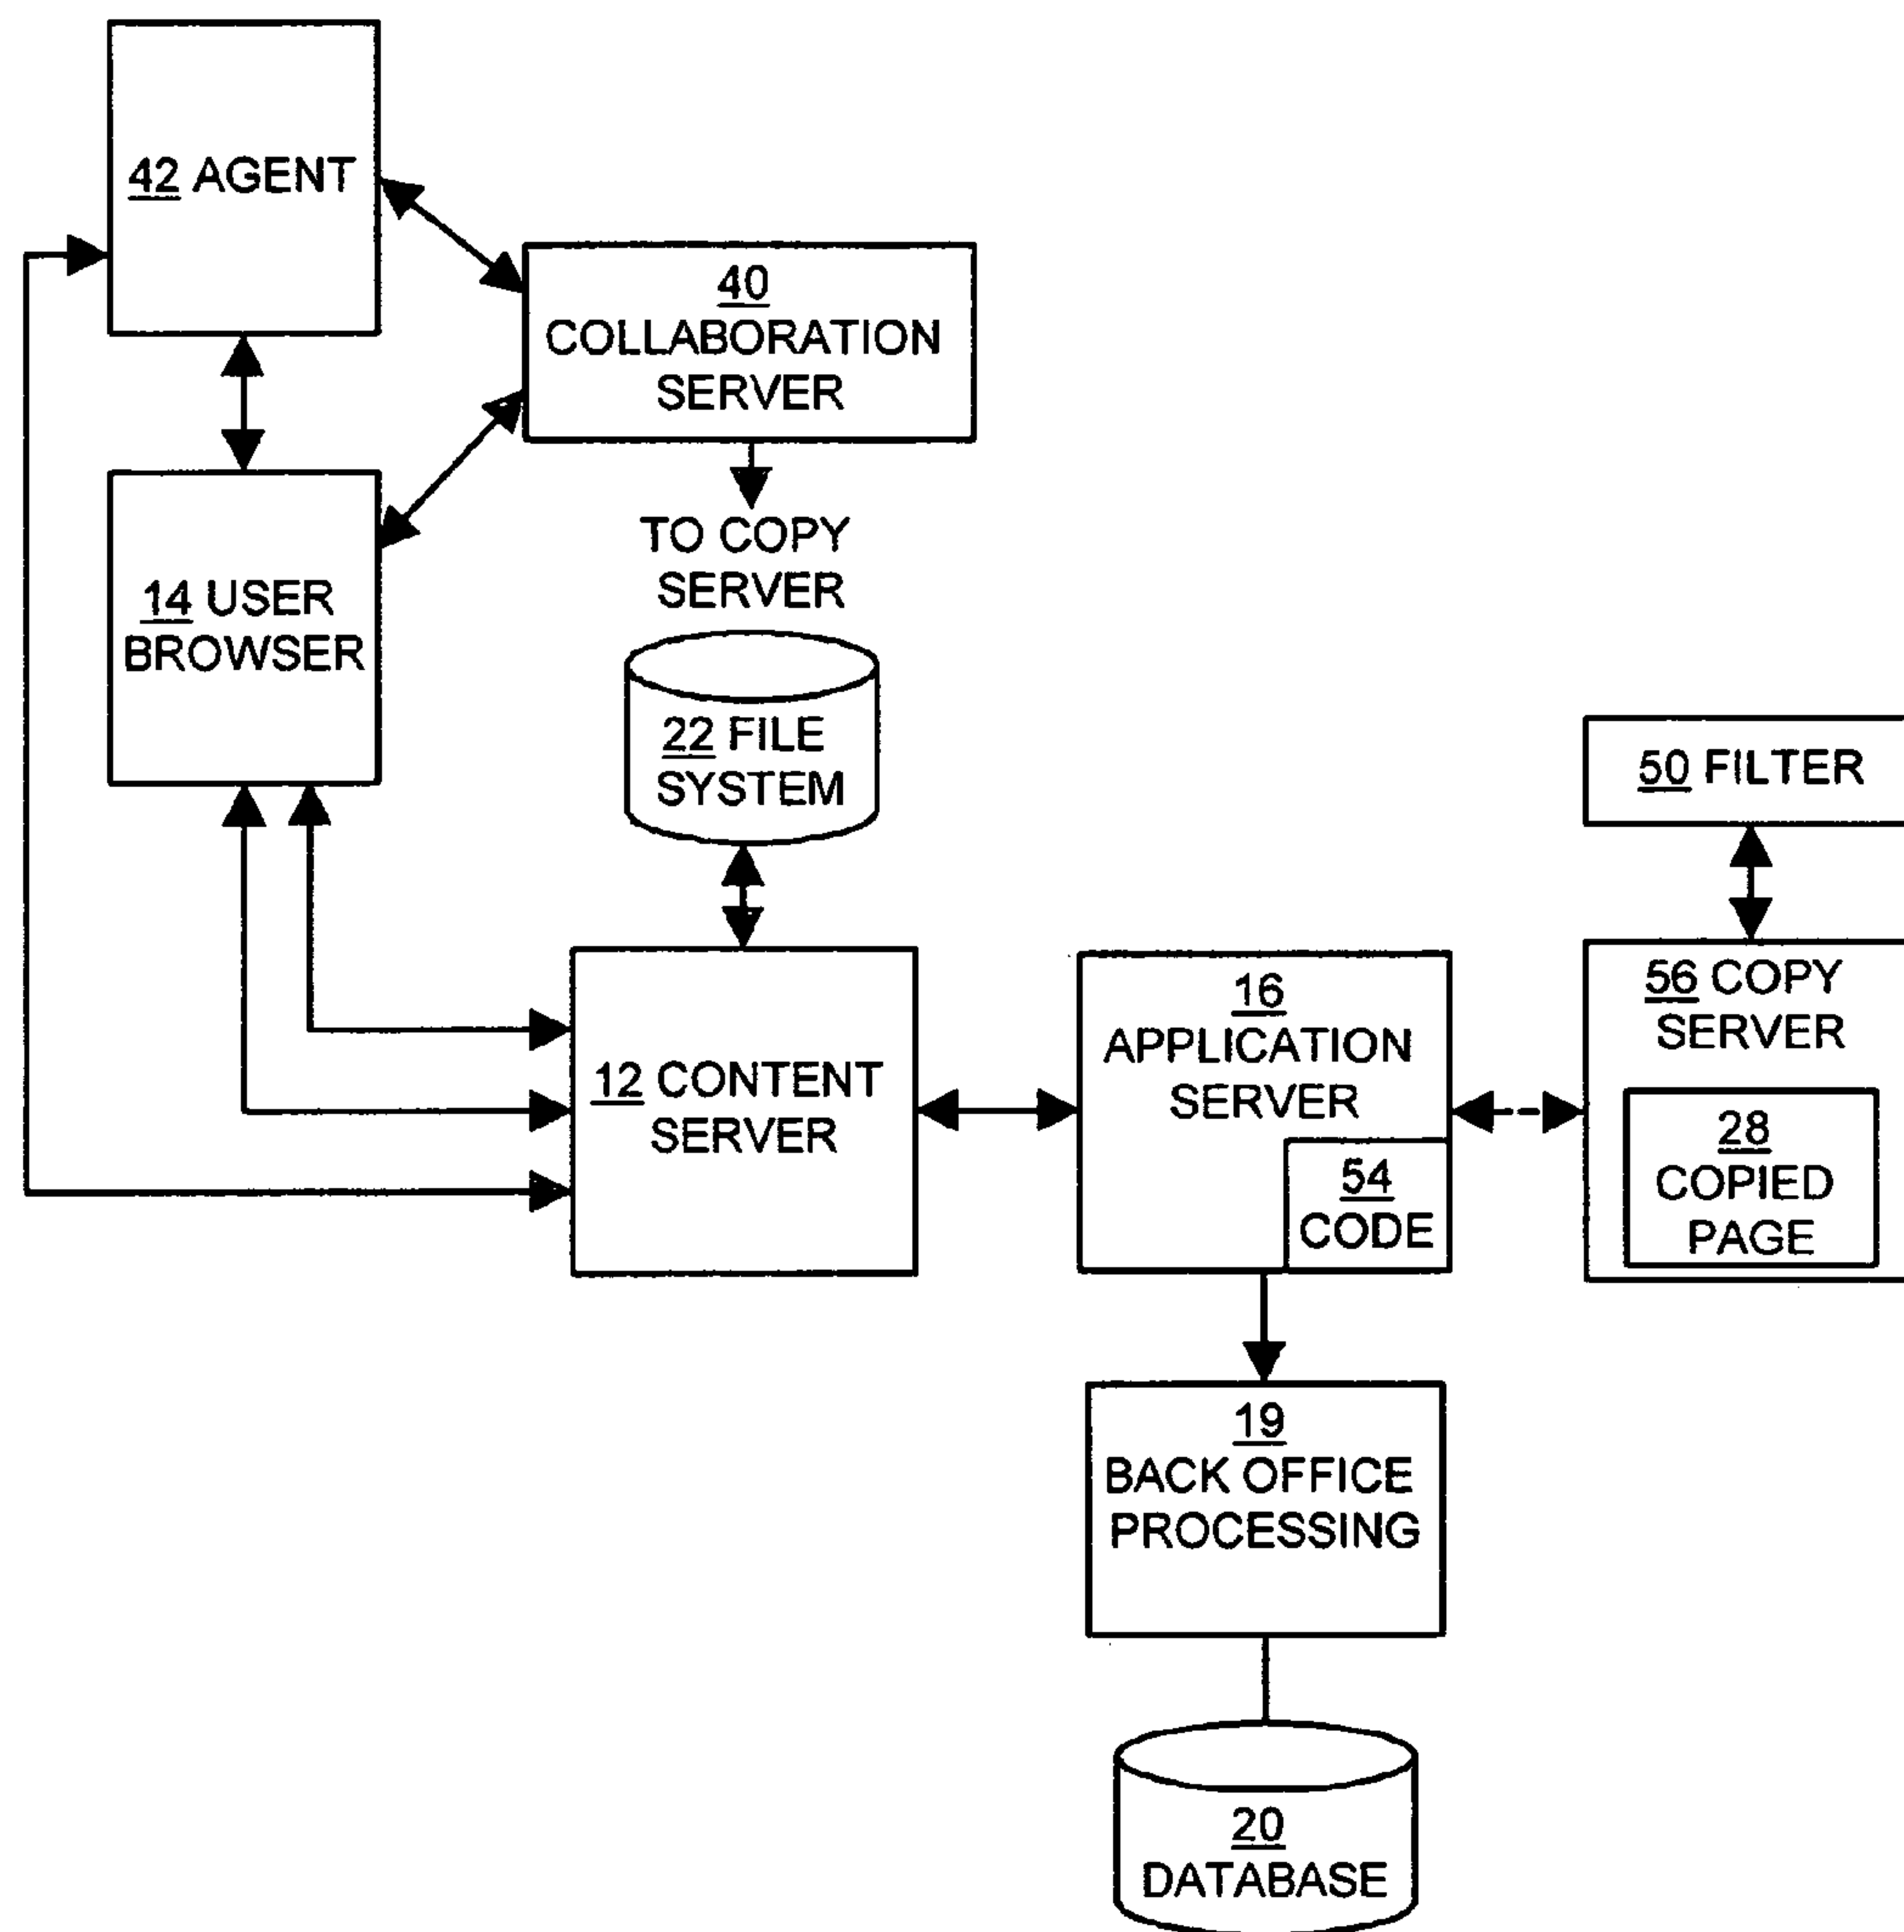 42 AGENT
40
COLLABORATION
SERVER
TO COPY
SERVER
14 USER
BROWSER
22 FILE
SYSTEM
50 FILTER
12 CONTENT
SERVER
16
APPLICATION
SERVER
54
CODE
56 COPY
SERVER
28
COPIED
PAGE
19
BACK OFFICE
PROCESSING
20
DATABASE